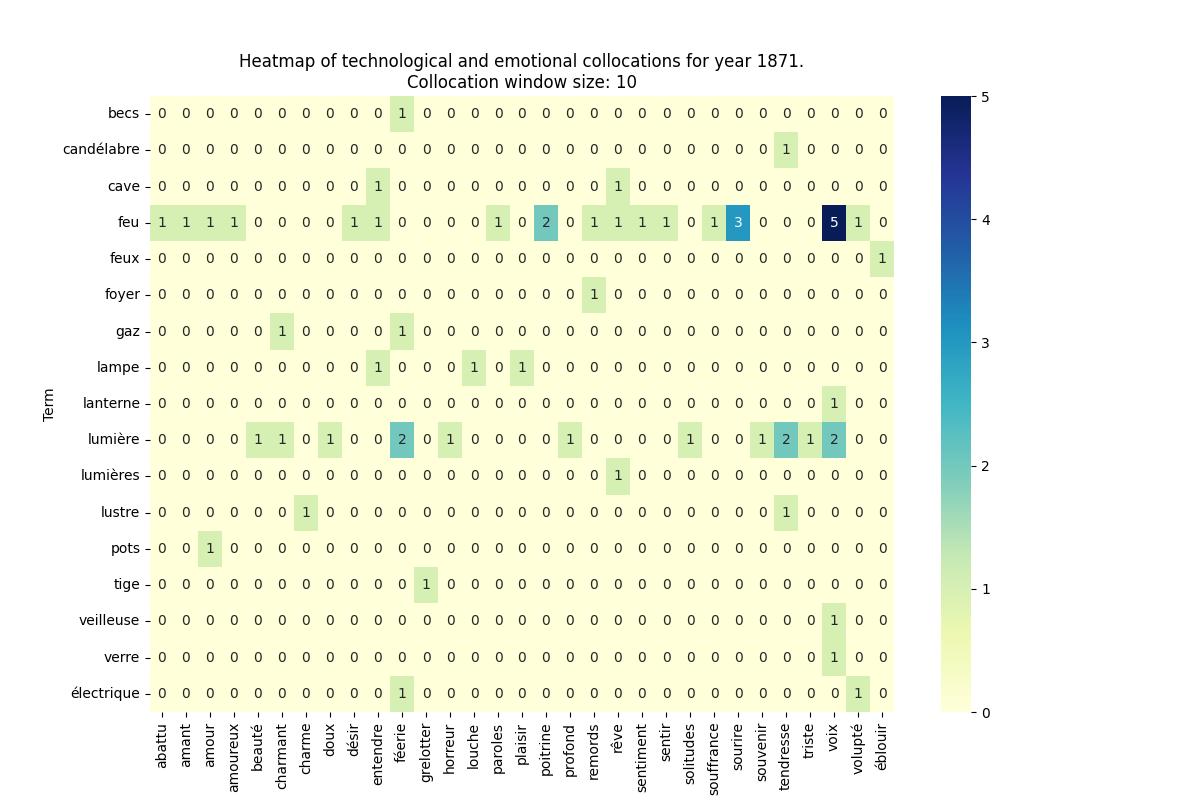 Heatmap of technological and emotional collocations for year 1871.
Collocation window size: 10
Term
becs 0 0 0 0 0 0 0 0 0 0 1 0 0 0 0 0 0 0 0 0 0 0 0 0 0 0 0 0 0 0 0
candélabre 0 0 0 0 0 0 0 0 0 0 0 0 0 0 0 0 0 0 0 0 0 0 0 0 0 0 1 0 0 0 0
cave 0 0 0 0 0 0 0 0 0 1 0 0 0 0 0 0 0 0 0 1 0 0 0 0 0 0 0 0 0 0 0
feu 1 1 1 1 0 0 0 0 1 1 0 0 0 0 1 0 2 0 1 1 1 1 0 1 3 0 0 0 5 1 0
feux 0 0 0 0 0 0 0 0 0 0 0 0 0 0 0 0 0 0 0 0 0 0 0 0 0 0 0 0 0 0 1
foyer 0 0 0 0 0 0 0 0 0 0 0 0 0 0 0 0 0 0 1 0 0 0 0 0 0 0 0 0 0 0 0
gaz 0 0 0 0 0 1 0 0 0 0 1 0 0 0 0 0 0 0 0 0 0 0 0 0 0 0 0 0 0 0 0
lampe 0 0 0 0 0 0 0 0 0 1 0 0 0 1 0 1 0 0 0 0 0 0 0 0 0 0 0 0 0 0 0
lanterne 0 0 0 0 0 0 0 0 0 0 0 0 0 0 0 0 0 0 0 0 0 0 0 0 0 0 0 0 1 0 0
lumière 0 0 0 0 1 1 0 1 0 0 2 0 1 0 0 0 0 1 0 0 0 0 1 0 0 1 2 1 2 0 0
lumières 0 0 0 0 0 0 0 0 0 0 0 0 0 0 0 0 0 0 0 1 0 0 0 0 0 0 0 0 0 0 0
lustre 0 0 0 0 0 0 1 0 0 0 0 0 0 0 0 0 0 0 0 0 0 0 0 0 0 0 1 0 0 0 0
pots 0 0 1 0 0 0 0 0 0 0 0 0 0 0 0 0 0 0 0 0 0 0 0 0 0 0 0 0 0 0 0
tige 0 0 0 0 0 0 0 0 0 0 0 1 0 0 0 0 0 0 0 0 0 0 0 0 0 0 0 0 0 0 0
veilleuse 0 0 0 0 0 0 0 0 0 0 0 0 0 0 0 0 0 0 0 0 0 0 0 0 0 0 0 0 1 0 0
verre 0 0 0 0 0 0 0 0 0 0 0 0 0 0 0 0 0 0 0 0 0 0 0 0 0 0 0 0 1 0 0
électrique 0 0 0 0 0 0 0 0 0 0 1 0 0 0 0 0 0 0 0 0 0 0 0 0 0 0 0 0 0 1 0
abattu amant amour amoureux beauté charmant charme doux désir entendre féerie grelotter horreur louche paroles plaisir poitrine profond remords rêve sentiment sentir solitudes souffrance sourire souvenir tendresse triste voix volupté éblouir
5
4
3
2
1
0